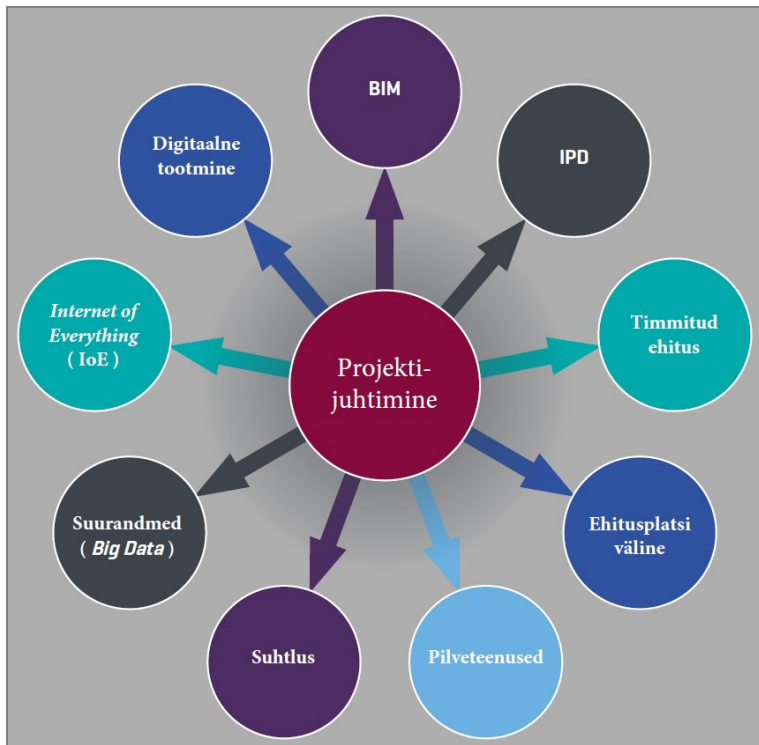 BIM
IPD
Timmitud
ehitus
Ehitusplatsi
väline
Pilveteenused
Suhtlus
Suurandmed
( Big Data )
Internet of
Everything
( IoE )
Digitaalne
tootmine
Projekti-
juhtimine